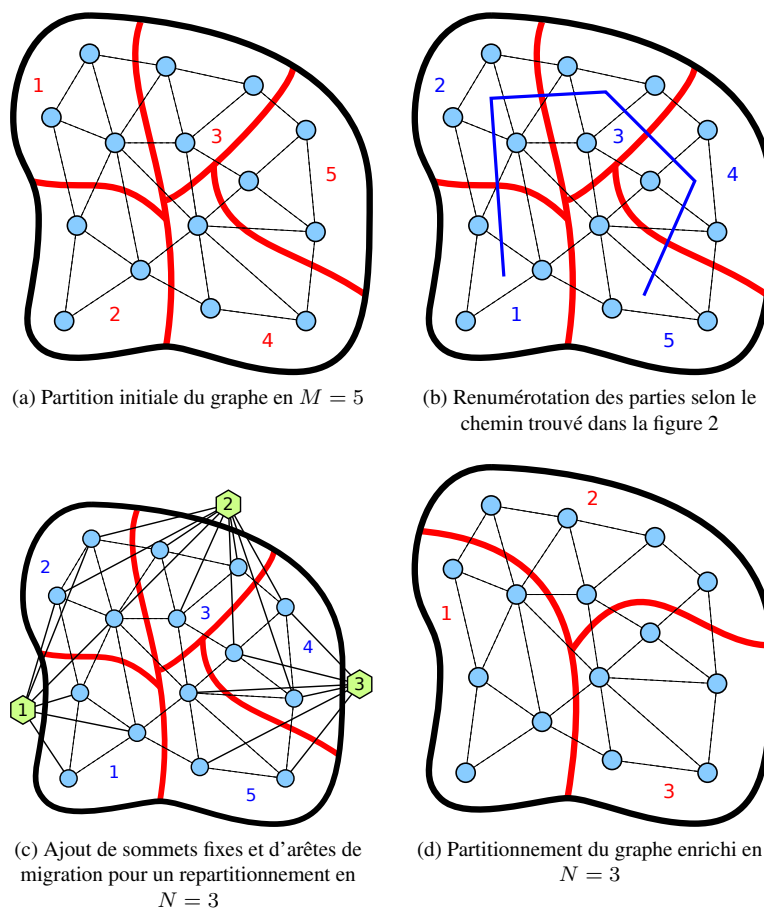 1
3
5
2
4
(a) Partition initiale du graphe en M = 5
2
3
4
1
5
(b) Renumérotation des parties selon le
chemin trouvé dans la figure 2
2
2
3
4
1
3
1
5
(c) Ajout de sommets fixes et d'arêtes de
migration pour un repartitionnement en
N = 3
2
1
3
(d) Partitionnement du graphe enrichi en
N = 3